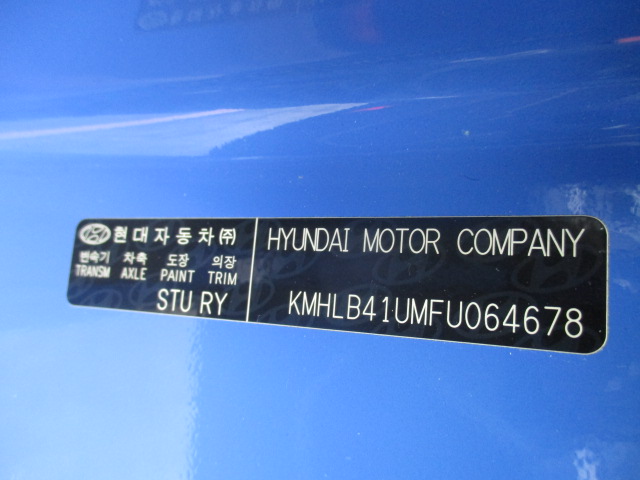 현대자동차㈜
변속기 차축 도장 의장
TRANSM AXLE PAINT TRIM
STU RY
HYUNDAI MOTOR COMPANY
KMHLB41UMFU064678